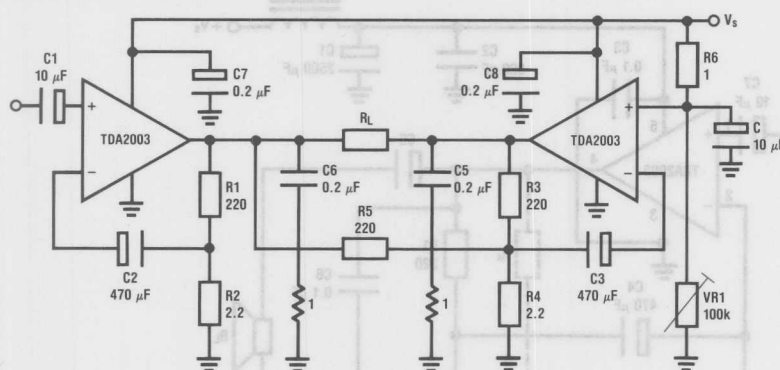 Vs
C1
10 µF
C7
0.2 µF
C8
0.2 µF
R6
1
+
TDA2003
−
RL
+
TDA2003
−
C
10 µF
R1
220
C6
0.2 µF
C5
0.2 µF
R3
220
R5
220
C2
470 µF
R2
2.2
1
1
R4
2.2
C3
470 µF
VR1
100k